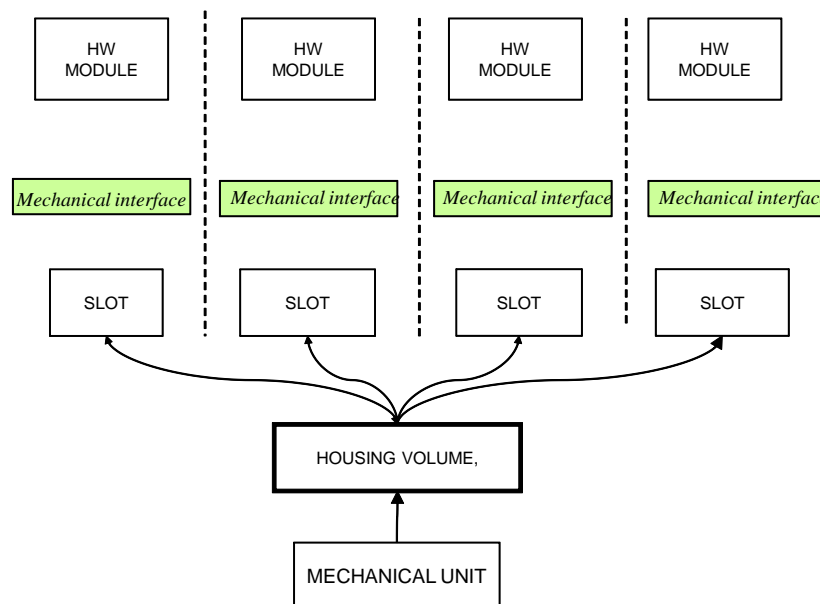 HW
MODULE
HW
MODULE
HW
MODULE
HW
MODULE
Mechanical interface
Mechanical interface
Mechanical interface
Mechanical interfac
SLOT
SLOT
SLOT
SLOT
HOUSING VOLUME,
MECHANICAL UNIT